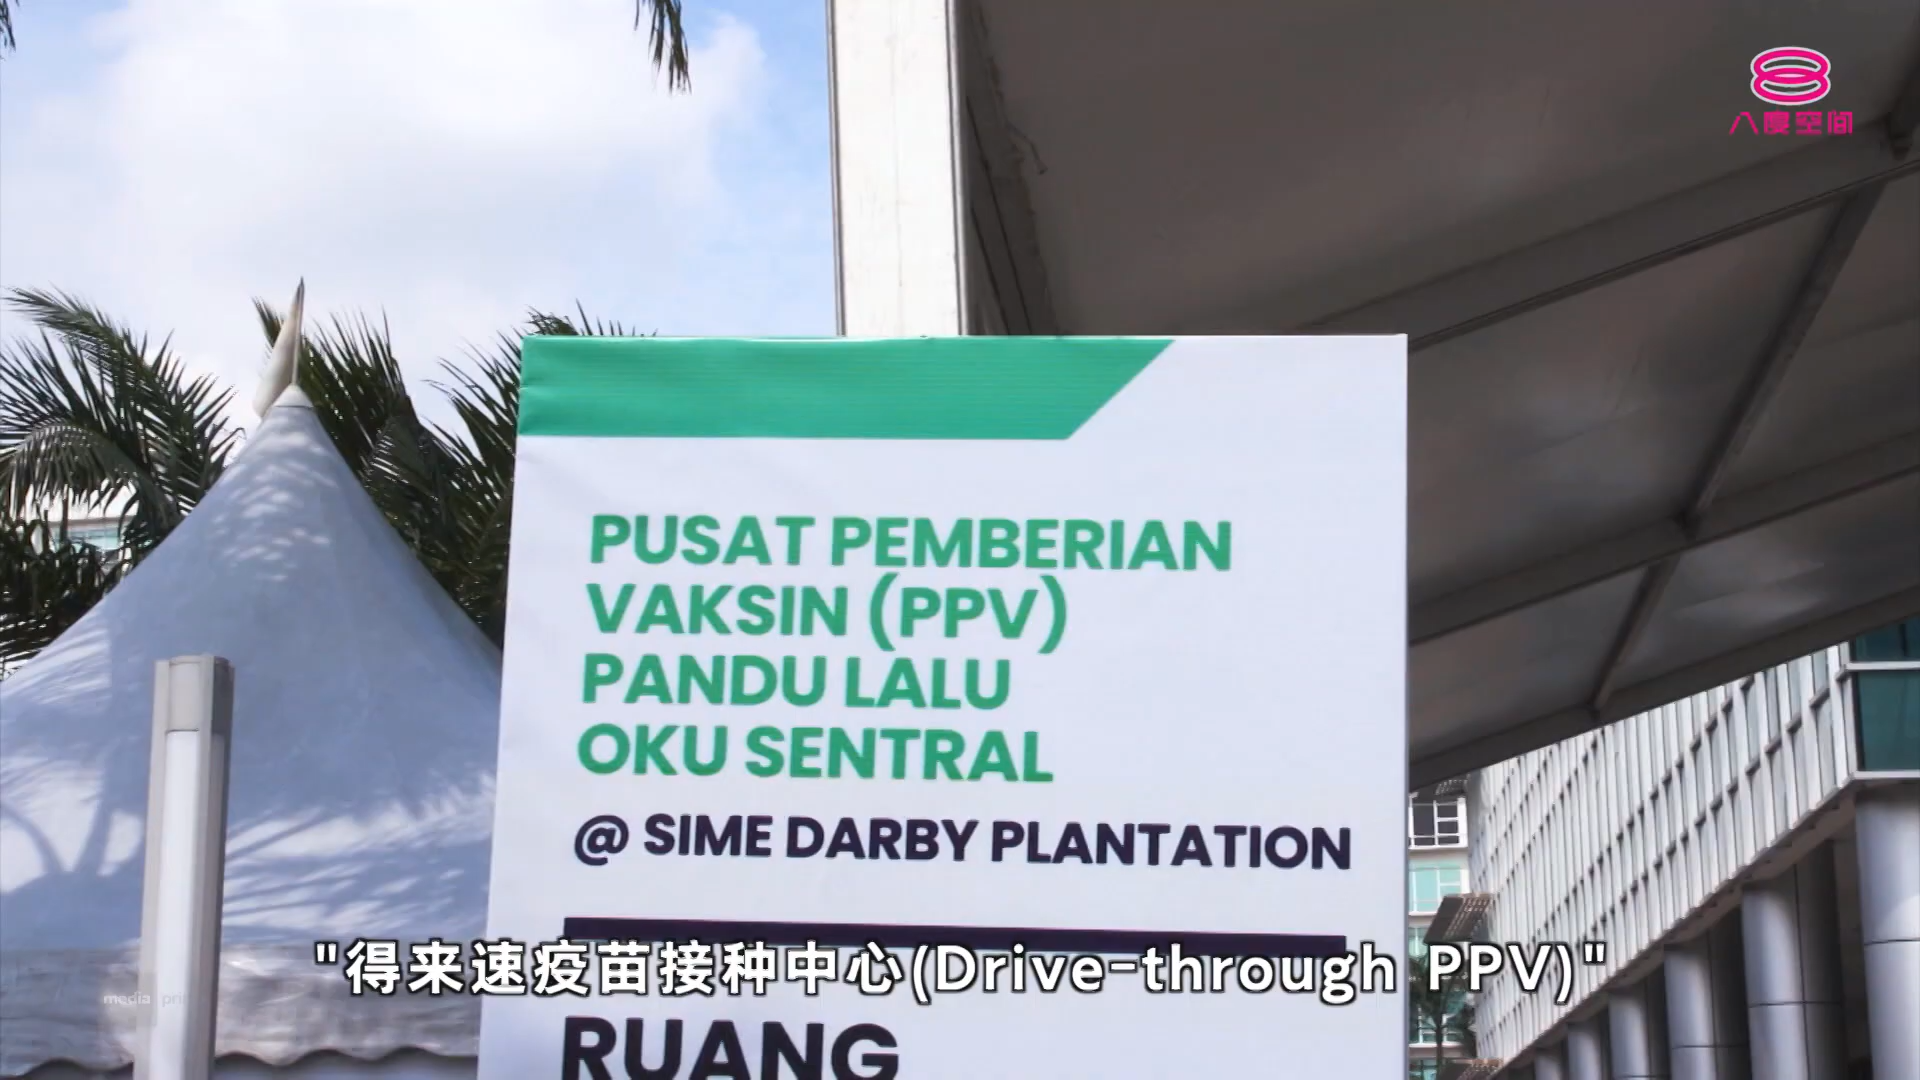 八度空间
PUSAT PEMBERIAN
VAKSIN (PPV)
PANDU LALU
OKU SENTRAL
@ SIME DARBY PLANTATION
"得来速疫苗接种中心(Drive-through PPV)"
media
RUANG